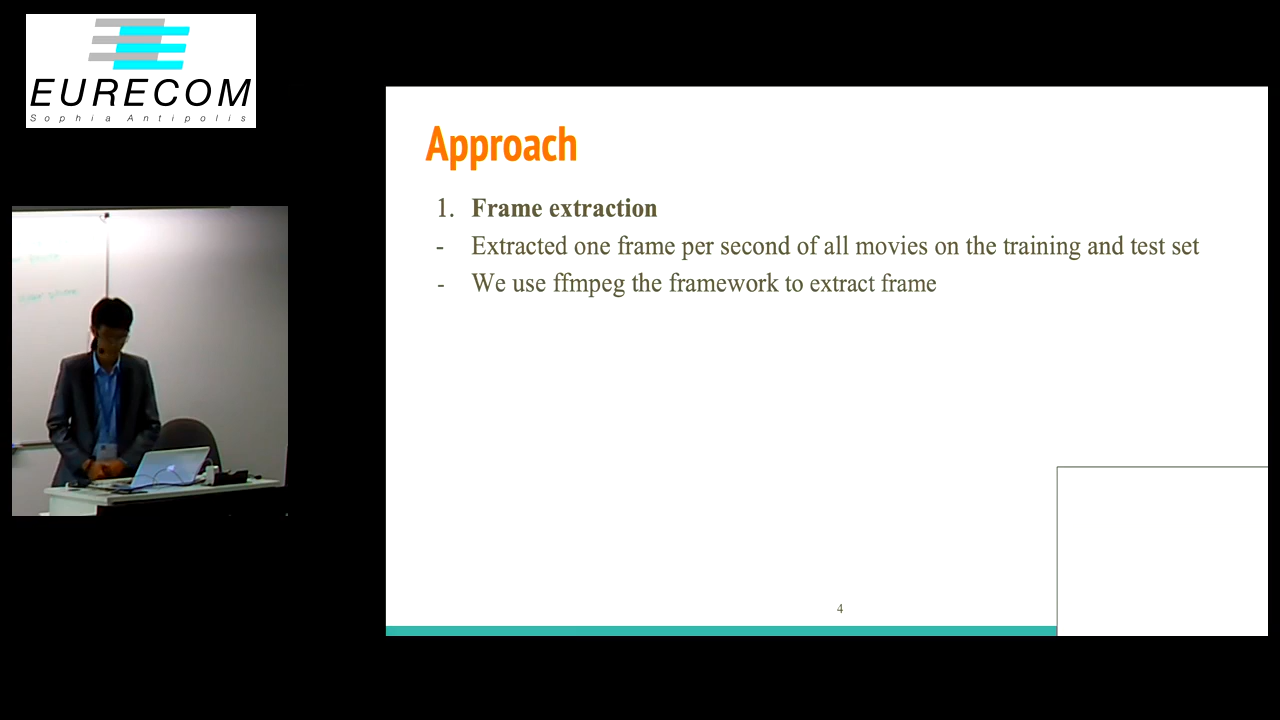 EURECOM
Sophia Antipolis
Approach
1. Frame extraction
- Extracted one frame per second of all movies on the training and test set
- We use ffmpeg the framework to extract frame
4